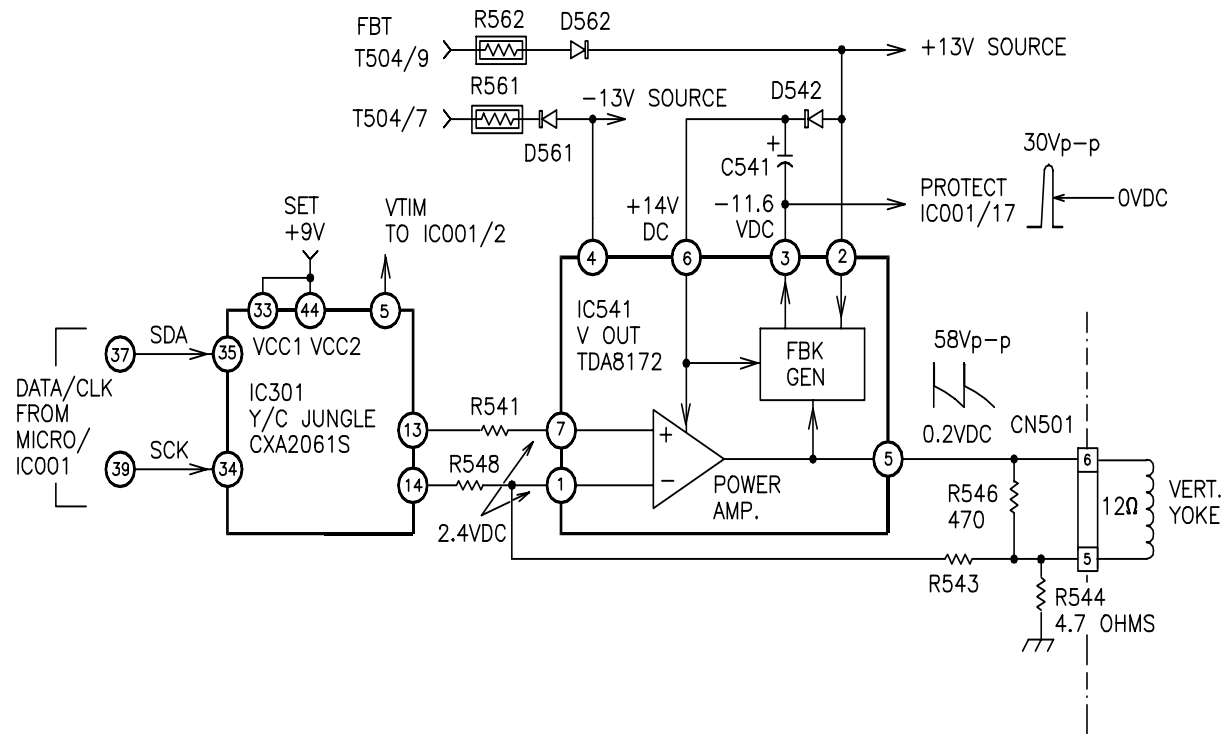 FBT
T504/9
R562
D562
+13V SOURCE
R561
T504/7
D561
-13V SOURCE
D542
+
C541
30Vp-p
PROTECT
IC001/17
0VDC
SET
+9V
VTIM
TO IC001/2
+14V
DC
-11.6
VDC
4
6
3
2
33
44
5
VCC1 VCC2
IC541
V OUT
TDA8172
FBK
GEN
37
SDA
35
DATA/CLK
FROM
MICRO/
IC001
IC301
Y/C JUNGLE
CXA2061S
39
SCK
34
13
R541
7
+
14
R548
1
−
2.4VDC
POWER
AMP.
5
58Vp-p
0.2VDC
CN501
6
R546
470
12Ω
VERT.
YOKE
5
R543
R544
4.7 OHMS